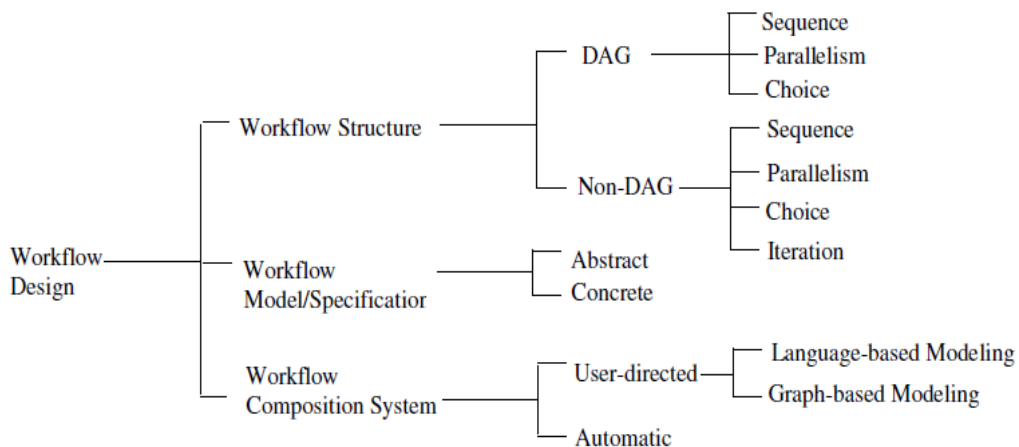 Sequence
DAG
Parallelism
Choice
Workflow Structure
Sequence
Parallelism
Non-DAG
Choice
Iteration
Workflow
Design
Workflow
Model/Specificatior
Abstract
Concrete
Workflow
Composition System
User-directed
Language-based Modeling
Graph-based Modeling
Automatic